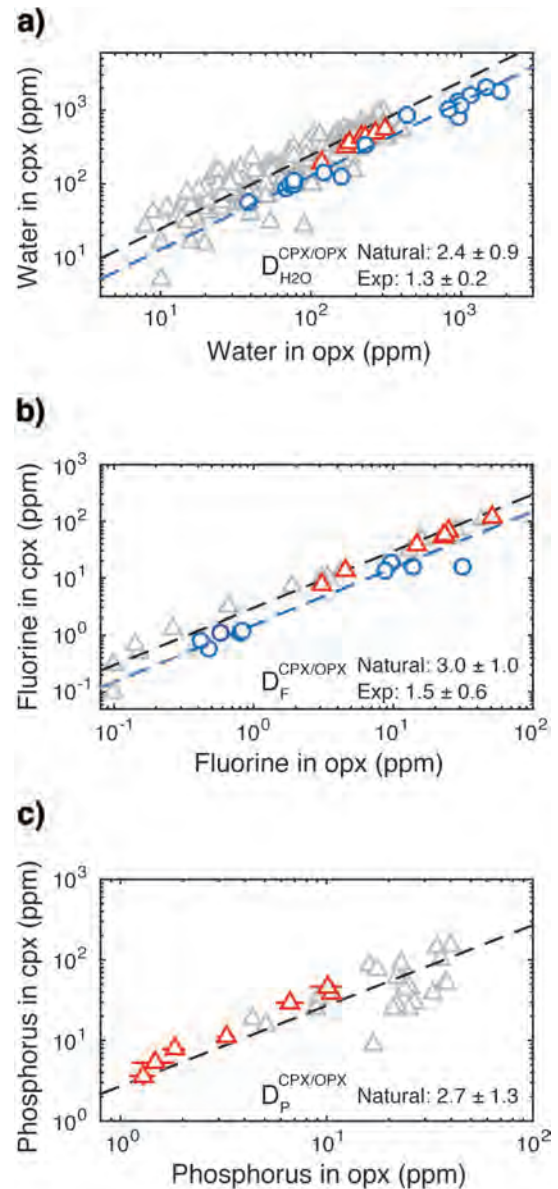 a)
Water in cpx (ppm)
10³
10²
10¹
D CPX/OPX H2O Natural: 2.4 ± 0.9
Exp: 1.3 ± 0.2
10¹ 10² 10³
Water in opx (ppm)
b)
Fluorine in cpx (ppm)
10³
10²
10¹
10⁰
10⁻¹
D CPX/OPX F Natural: 3.0 ± 1.0
Exp: 1.5 ± 0.6
10⁻¹ 10⁰ 10¹ 10²
Fluorine in opx (ppm)
c)
Phosphorus in cpx (ppm)
10³
10²
10¹
10⁰
D CPX/OPX P Natural: 2.7 ± 1.3
10⁰ 10¹ 10²
Phosphorus in opx (ppm)